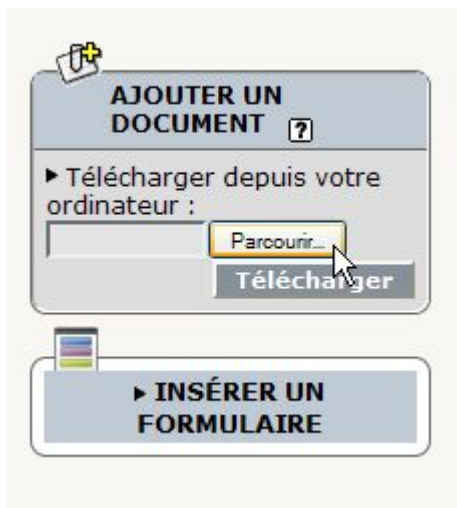 AJOUTER UN
DOCUMENT ?
Télécharger depuis votre
ordinateur :
Parcourir...
Télécharger
INSÉRER UN
FORMULAIRE